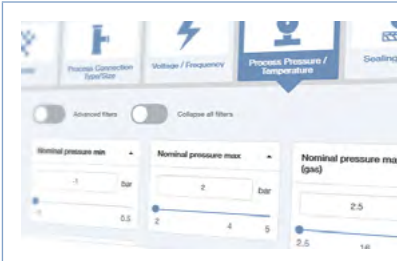 Process Connection
Type/Size
Voltage / Frequency
Process Pressure /
Temperature
Sealing
Advanced filters
Collapse all filters
Nominal pressure min
Nominal pressure max
Nominal pressure ma
(gas)
-1
bar
2
bar
2.5
-1
0.5
2
4
5
2.5
16